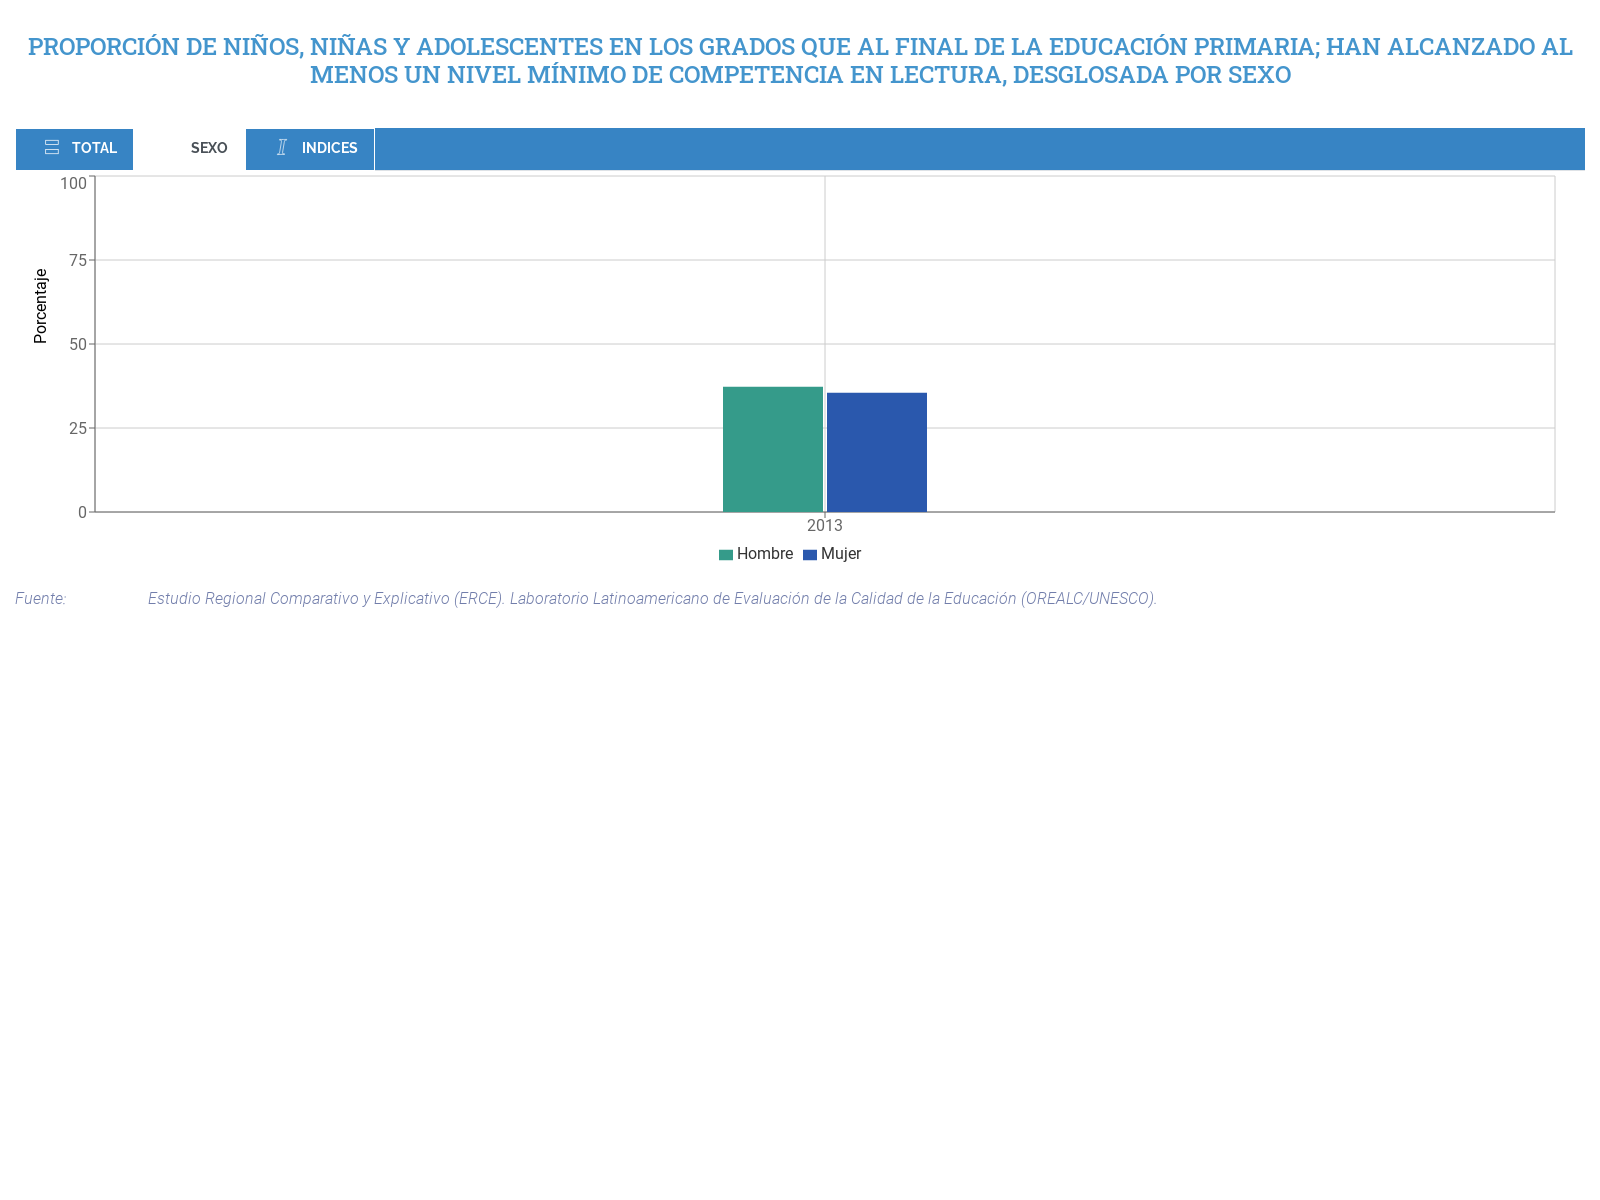 PROPORCIÓN DE NIÑOS, NIÑAS Y ADOLESCENTES EN LOS GRADOS QUE AL FINAL DE LA EDUCACIÓN PRIMARIA; HAN ALCANZADO AL
MENOS UN NIVEL MÍNIMO DE COMPETENCIA EN LECTURA, DESGLOSADA POR SEXO
TOTAL SEXO INDICES
100
75
50
25
0
Porcentaje
2013
Hombre Mujer
Fuente: Estudio Regional Comparativo y Explicativo (ERCE). Laboratorio Latinoamericano de Evaluación de la Calidad de la Educación (OREALC/UNESCO).